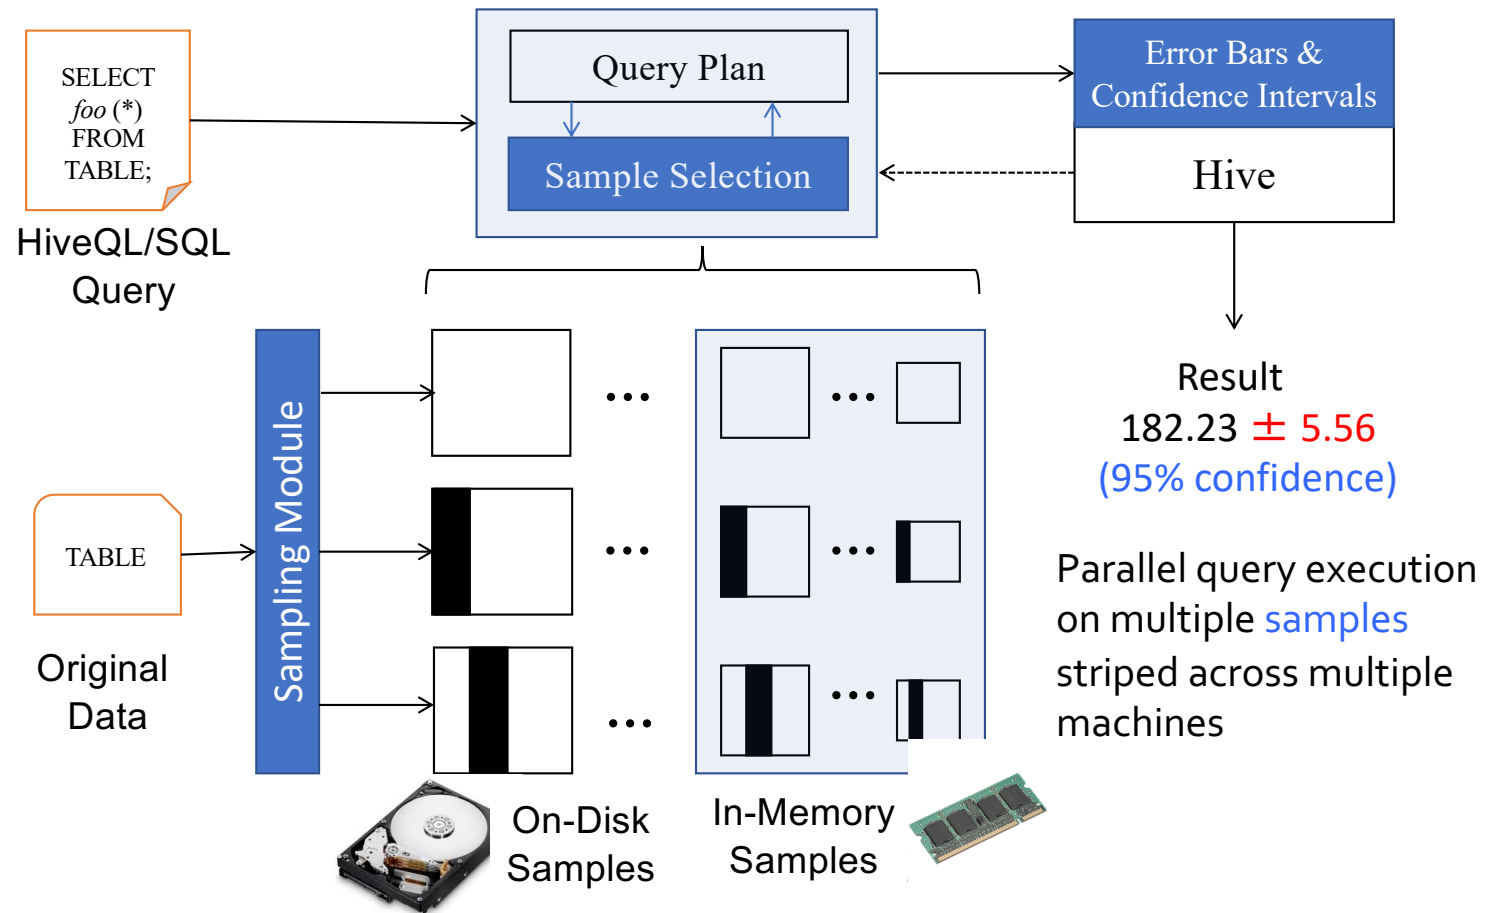 SELECT
foo (*)
FROM
TABLE;
HiveQL/SQL
Query
Query Plan
Sample Selection
Error Bars &
Confidence Intervals
Hive
Result
182.23 ± 5.56
(95% confidence)
Sampling Module
TABLE
Original
Data
...
...
...
...
...
...
On-Disk
Samples
In-Memory
Samples
Parallel query execution
on multiple samples
striped across multiple
machines